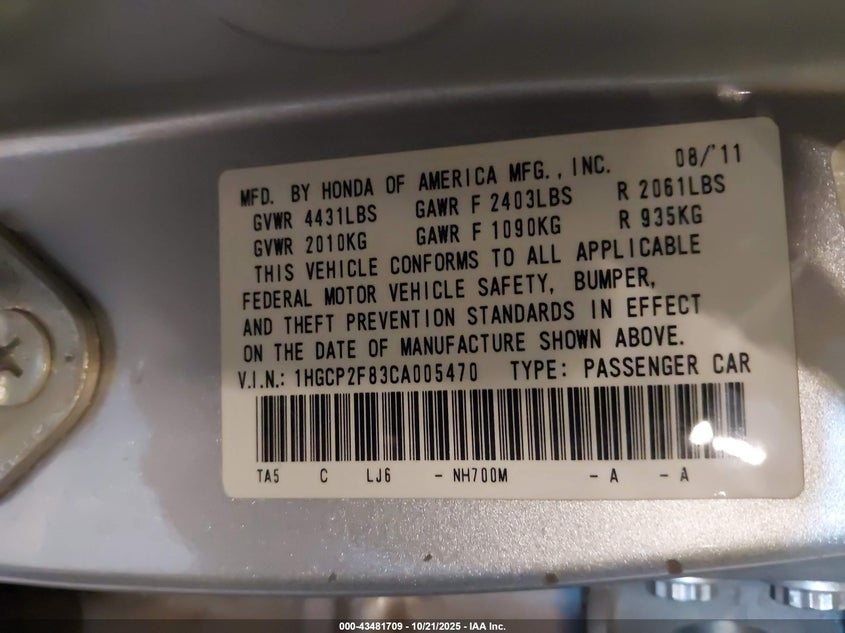 MFD. BY HONDA OF AMERICA MFG., INC. 08/'11
GVWR 4431LBS GAWR F 2403LBS R 2061LBS
GVWR 2010KG GAWR F 1090KG R 935KG
THIS VEHICLE CONFORMS TO ALL APPLICABLE
FEDERAL MOTOR VEHICLE SAFETY, BUMPER,
AND THEFT PREVENTION STANDARDS IN EFFECT
ON THE DATE OF MANUFACTURE SHOWN ABOVE.
V.I.N.: 1HGCP2F83CA005470 TYPE: PASSENGER CAR
TA5 C LJ6 - NH700M - A - A
000-43481709 - 10/21/2025 - IAA Inc.